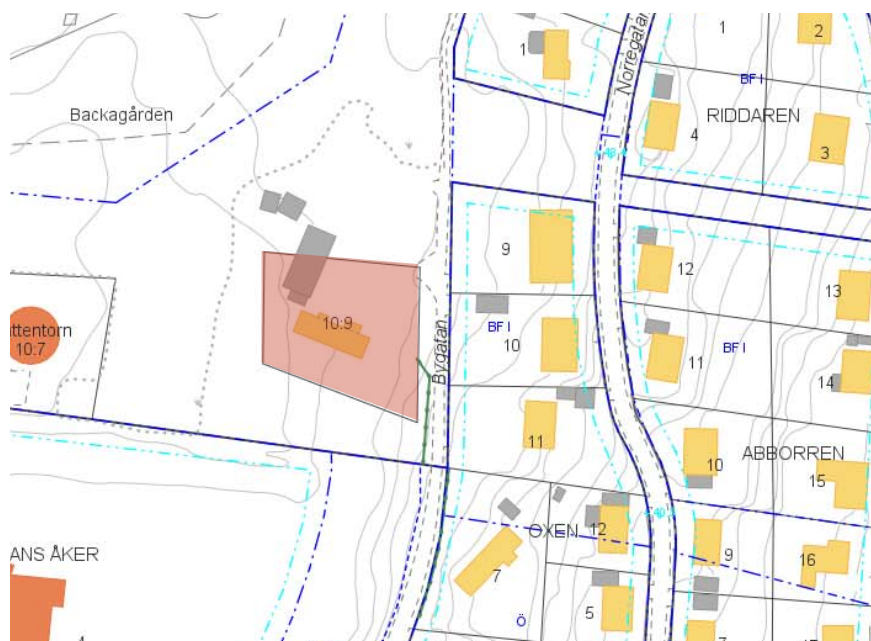 1
2
1
Norregatan
BF I
Backagården
RIDDAREN
4
3
9
12
13
ttentorn
10:7
10:9
Bygatan
BF I
10
BF I
11
14
11
10
ABBORREN
15
OXEN
12
ANS ÅKER
7
9
16
5
Ö
7